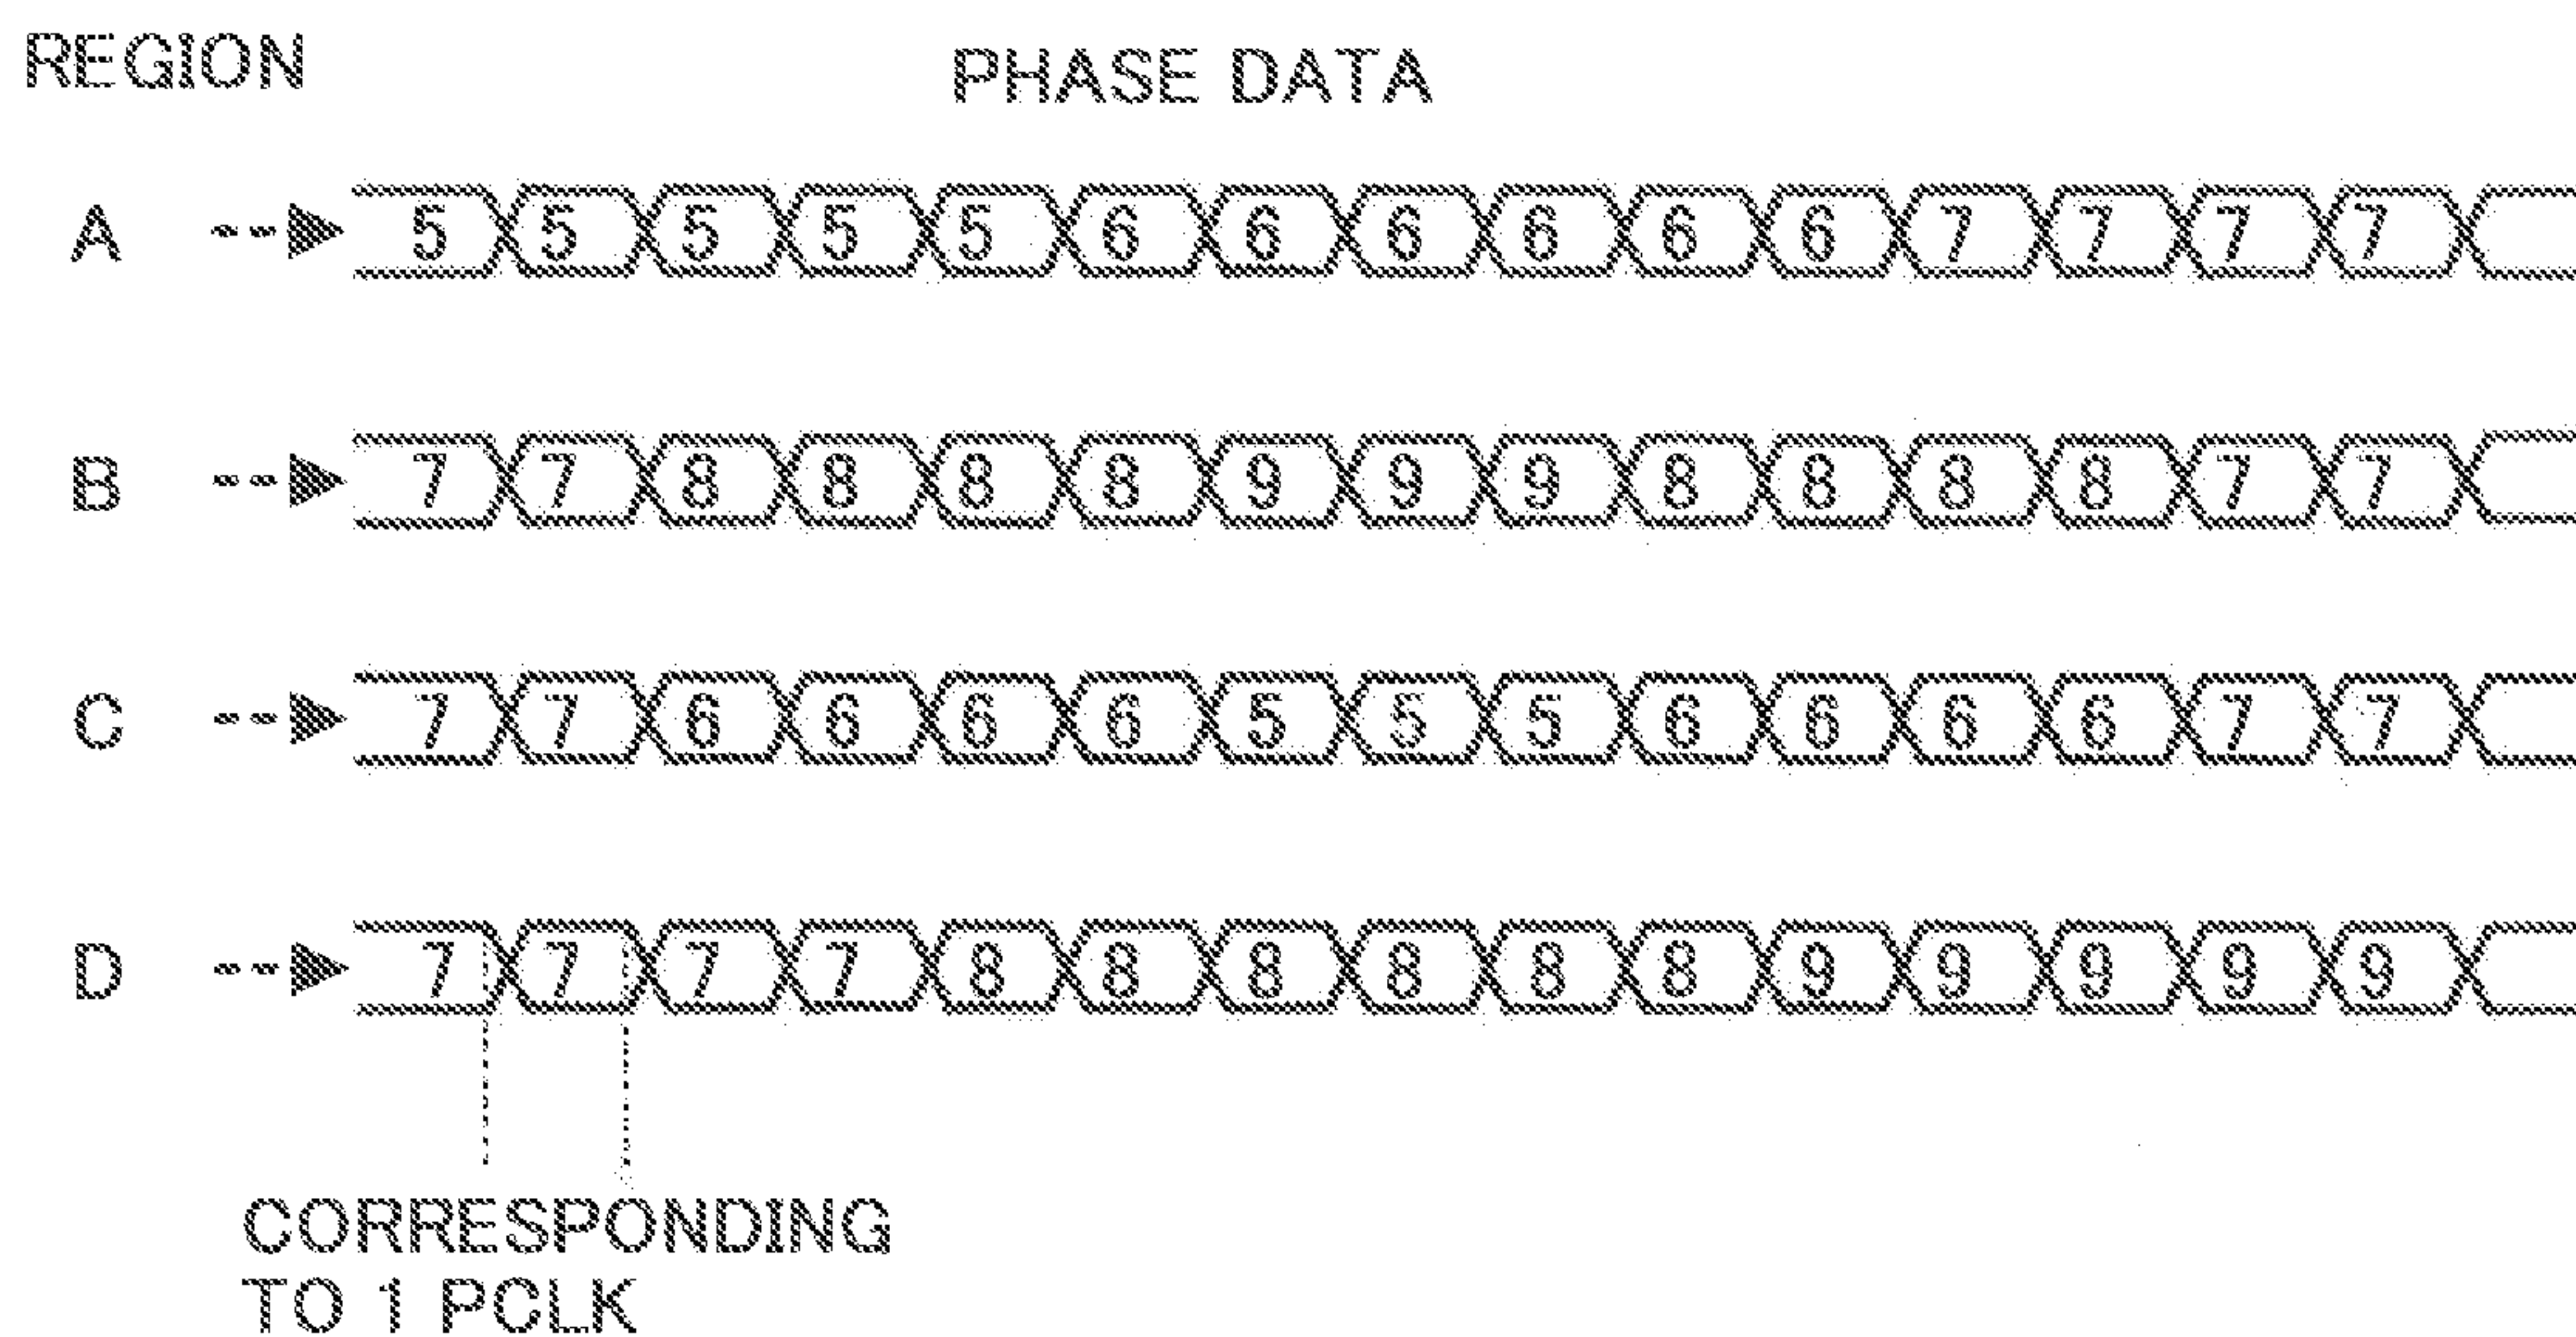 REGION PHASE DATA
A 5 5 5 5 5 6 6 6 6 6 6 7 7 7 7
B 7 7 8 8 8 8 9 9 9 8 8 8 8 7 7
C 7 7 6 6 6 6 5 5 5 6 6 6 6 7 7
D 7 7 7 7 8 8 8 8 8 8 9 9 9 9 9
CORRESPONDING
TO 1 PCLK